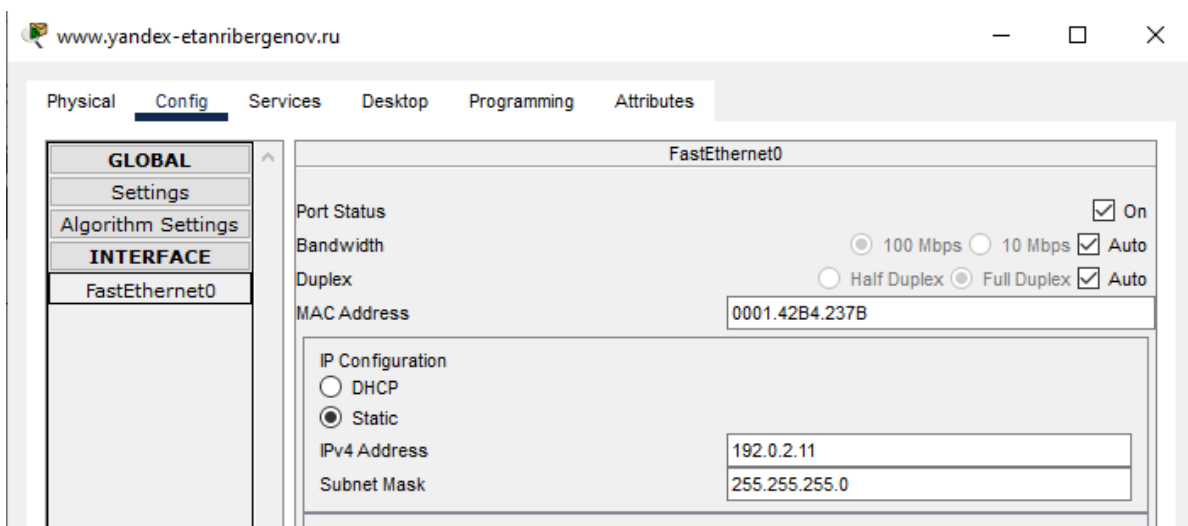 www.yandex-etanribergenov.ru
Physical Config Services Desktop Programming Attributes
GLOBAL
Settings
Algorithm Settings
INTERFACE
FastEthernet0
FastEthernet0
Port Status On
Bandwidth 100 Mbps 10 Mbps Auto
Duplex Half Duplex Full Duplex Auto
MAC Address 0001.42B4.237B
IP Configuration
DHCP
Static
IPv4 Address 192.0.2.11
Subnet Mask 255.255.255.0